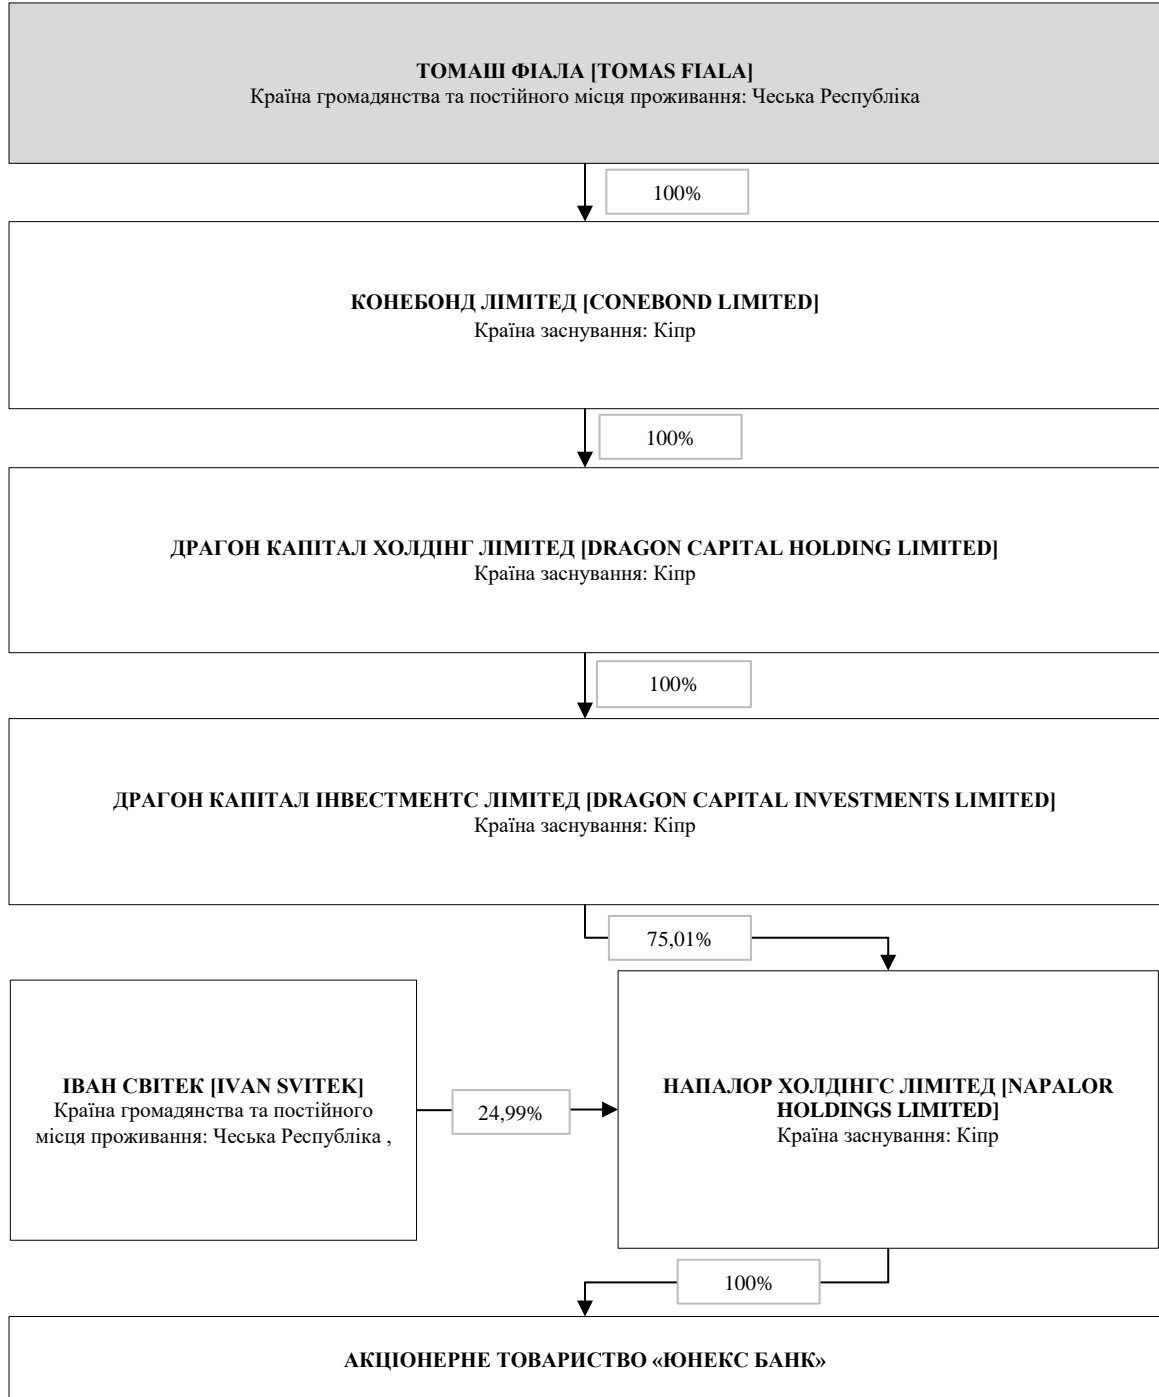 ТОМАШ ФІАЛА [TOMAS FIALA]
Країна громадянства та постійного місця проживання: Чеська Республіка
100%
КОНЕБОНД ЛІМІТЕД [CONEBOND LIMITED]
Країна заснування: Кіпр
100%
ДРАГОН КАПІТАЛ ХОЛДІНГ ЛІМІТЕД [DRAGON CAPITAL HOLDING LIMITED]
Країна заснування: Кіпр
100%
ДРАГОН КАПІТАЛ ІНВЕСТМЕНТС ЛІМІТЕД [DRAGON CAPITAL INVESTMENTS LIMITED]
Країна заснування: Кіпр
75,01%
ІВАН СВІТЕК [IVAN SVITEK]
Країна громадянства та постійного
місця проживання: Чеська Республіка ,
24,99%
НАПАЛОР ХОЛДІНГС ЛІМІТЕД [NAPALOR
HOLDINGS LIMITED]
Країна заснування: Кіпр
100%
АКЦІОНЕРНЕ ТОВАРИСТВО «ЮНЕКС БАНК»